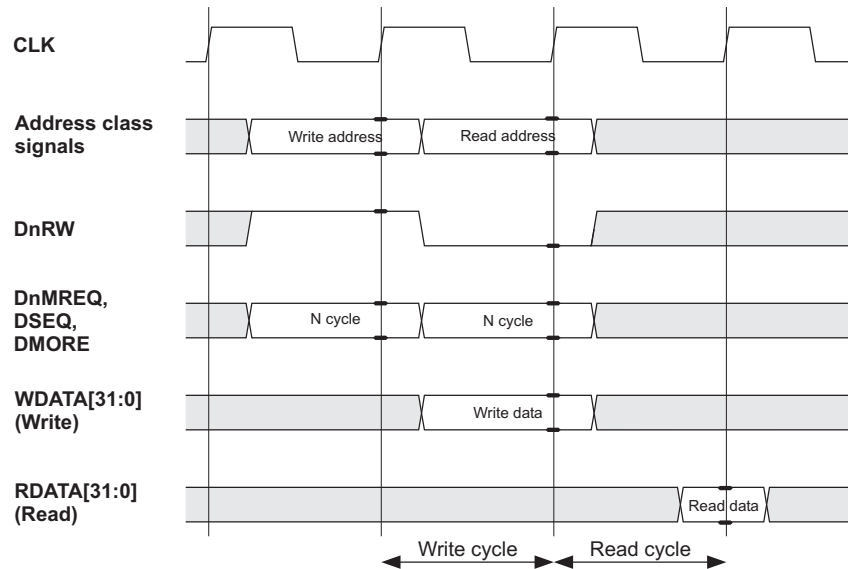 CLK
Address class
signals
Write address
Read address
DnRW
DnMREQ,
DSEQ,
DMORE
N cycle
N cycle
WDATA[31:0]
(Write)
Write data
RDATA[31:0]
(Read)
Read data
Write cycle
Read cycle